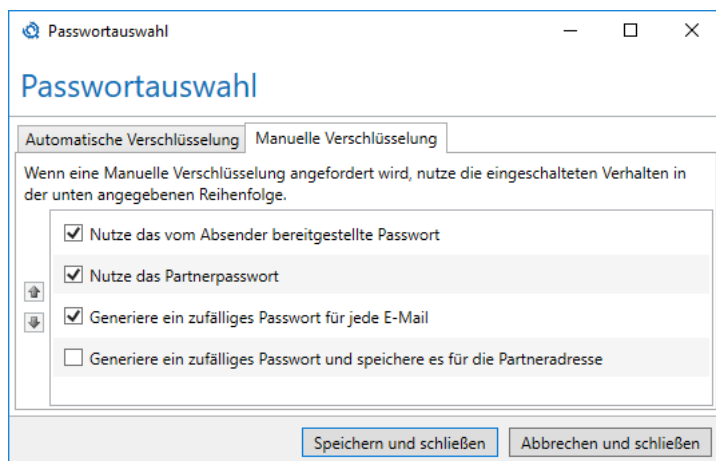 Passwortauswahl
Passwortauswahl
Automatische Verschlüsselung Manuelle Verschlüsselung
Wenn eine Manuelle Verschlüsselung angefordert wird, nutze die eingeschalteten Verhalten in
der unten angegebenen Reihenfolge.
Nutze das vom Absender bereitgestellte Passwort
Nutze das Partnerpasswort
Generiere ein zufälliges Passwort für jede E-Mail
Generiere ein zufälliges Passwort und speichere es für die Partneradresse
Speichern und schließen Abbrechen und schließen